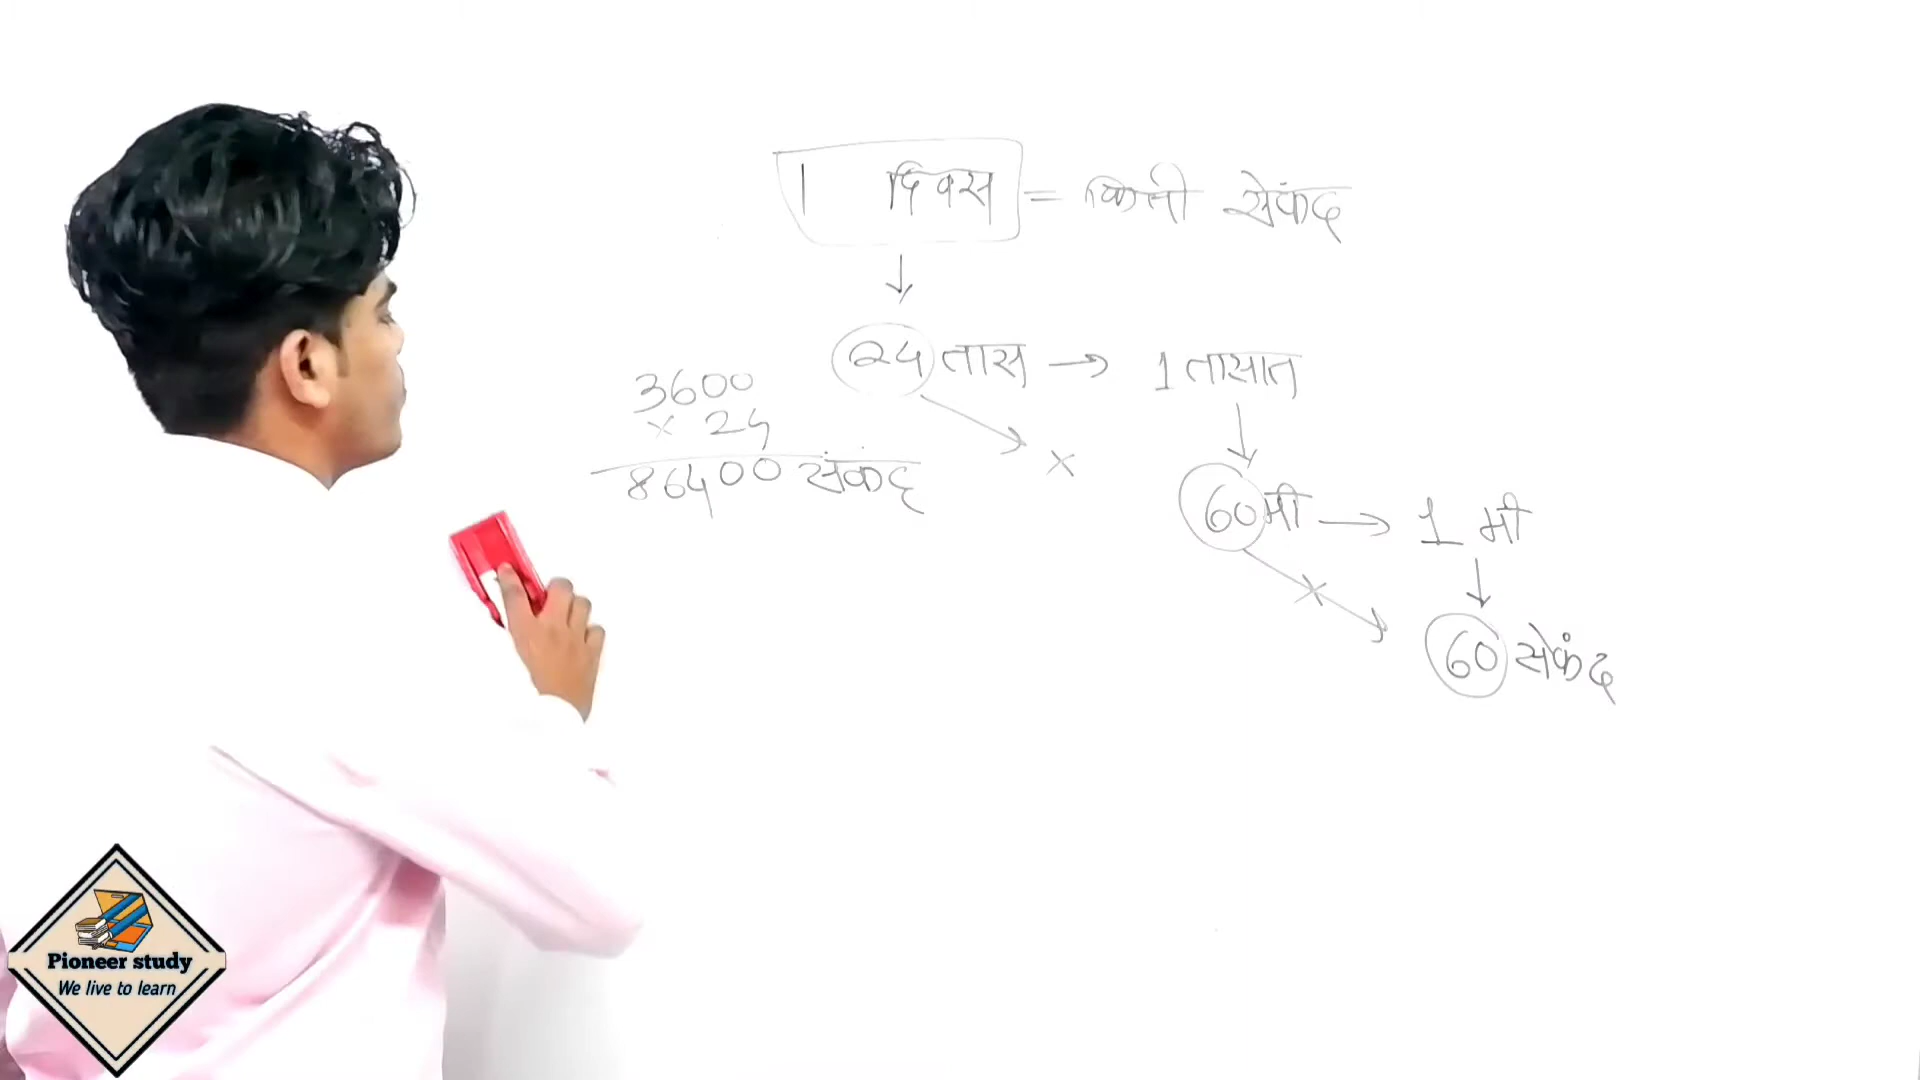 1 दिवस = किती सेकंद
24 तास → 1 तासात
3600
x 24
86400 सेकंद
x
60 मी → 1 मी
x
60 सेकंद
Pioneer study
We live to learn